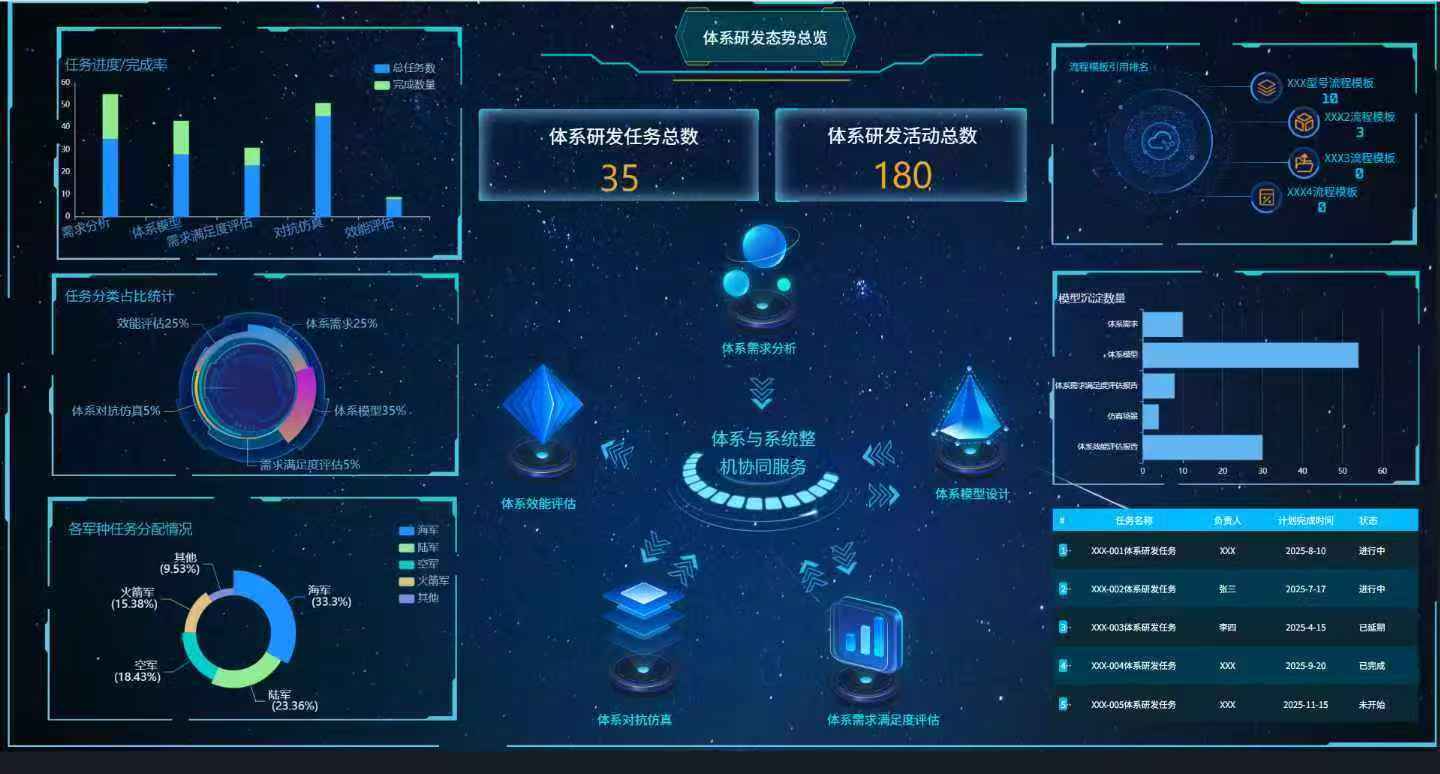 体系研发态势总览
任务进度/完成率
总任务数
完成数量
60
50
40
30
20
10
0
需求分析
体系模型
需求满足度评估
对抗仿真
效能评估
体系研发任务总数
35
体系研发活动总数
180
流程模板引用排名
XXX型号流程模板
10
XXX2流程模板
3
XXX3流程模板
0
XXX4流程模板
0
任务分类占比统计
效能评估25%
体系需求25%
体系对抗仿真5%
体系模型35%
需求满足度评估5%
体系需求分析
体系与系统整
机协同服务
体系效能评估
体系模型设计
体系对抗仿真
体系需求满足度评估
模型沉淀数量
体系需求
体系模型
体系需求满足度评估报告
仿真场景
体系效能评估报告
0 10 20 30 40 50 60
各军种任务分配情况
海军
陆军
空军
火箭军
其他
其他
(9.53%)
火箭军
(15.38%)
海军
(33.3%)
空军
(18.43%)
陆军
(23.36%)
# 任务名称 负责人 计划完成时间 状态
1 XXX-001体系研发任务 XXX 2025-8-10 进行中
2 XXX-002体系研发任务 张三 2025-7-17 进行中
3 XXX-003体系研发任务 李四 2025-4-15 已延期
4 XXX-004体系研发任务 XXX 2025-9-20 已完成
5 XXX-005体系研发任务 XXX 2025-11-15 未开始